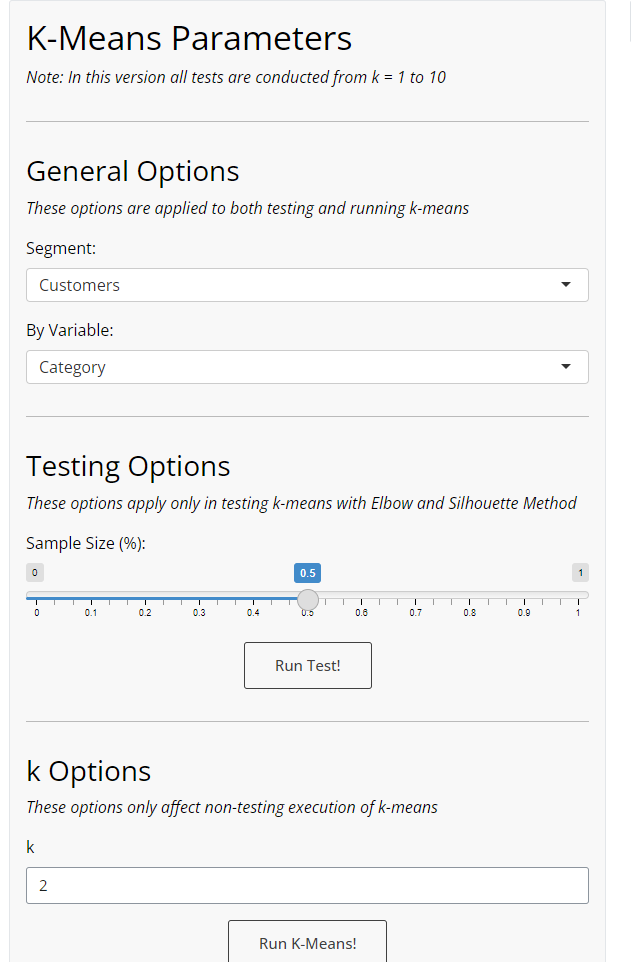 K-Means Parameters
Note: In this version all tests are conducted from k = 1 to 10
General Options
These options are applied to both testing and running k-means
Segment:
Customers
By Variable:
Category
Testing Options
These options apply only in testing k-means with Elbow and Silhouette Method
Sample Size (%):
0 0.5 1
0 0.1 0.2 0.3 0.4 0.5 0.6 0.7 0.8 0.9 1
Run Test!
k Options
These options only affect non-testing execution of k-means
k
2
Run K-Means!